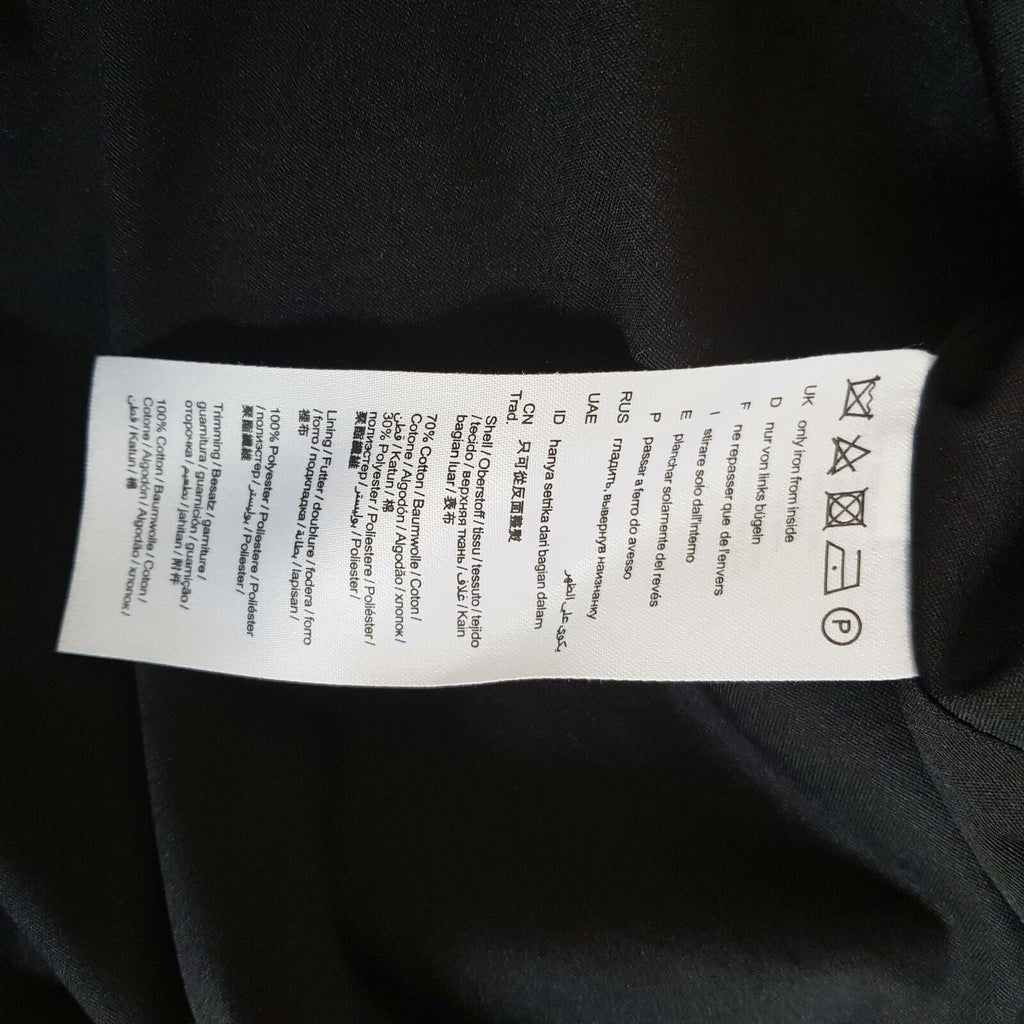 P
UK only iron from inside
D nur von links bügeln
F ne repasser que de l'envers
I stirare solo dall'interno
E planchar solamente del revés
P passar a ferro do avesso
RUS гладить, вывернув наизнанку
UAE يكوى على الظهر
ID hanya setrika dari bagian dalam
CN 只可從反面整燙
Trad.
Shell / Oberstoff / tissu / tessuto / tejido
/ tecido / верхняя ткань / غلاف / Kain
bagian luar / 表布
70% Cotton / Baumwolle / Coton /
Cotone / Algodón / Algodão / хлопок /
قطن / Katun / 棉
30% Polyester /
полиэстер / بوليستر / Poliestere / Poliéster /
聚酯纖維
Lining / Futter / doublure / fodera / forro
/ forro / подкладка / بطانة / lapisan /
裡布
100% Polyester / Poliestere / Poliéster
/ полиэстер / بوليستر / Poliester /
聚酯纖維
Trimming / Besatz / garniture /
guarnitura / guarnición / guarnição /
оторочка / تطعيم / jahitan / 附件
100% Cotton / Baumwolle / Coton /
Cotone / Algodón / Algodão / хлопок /
قطن / Katun / 棉